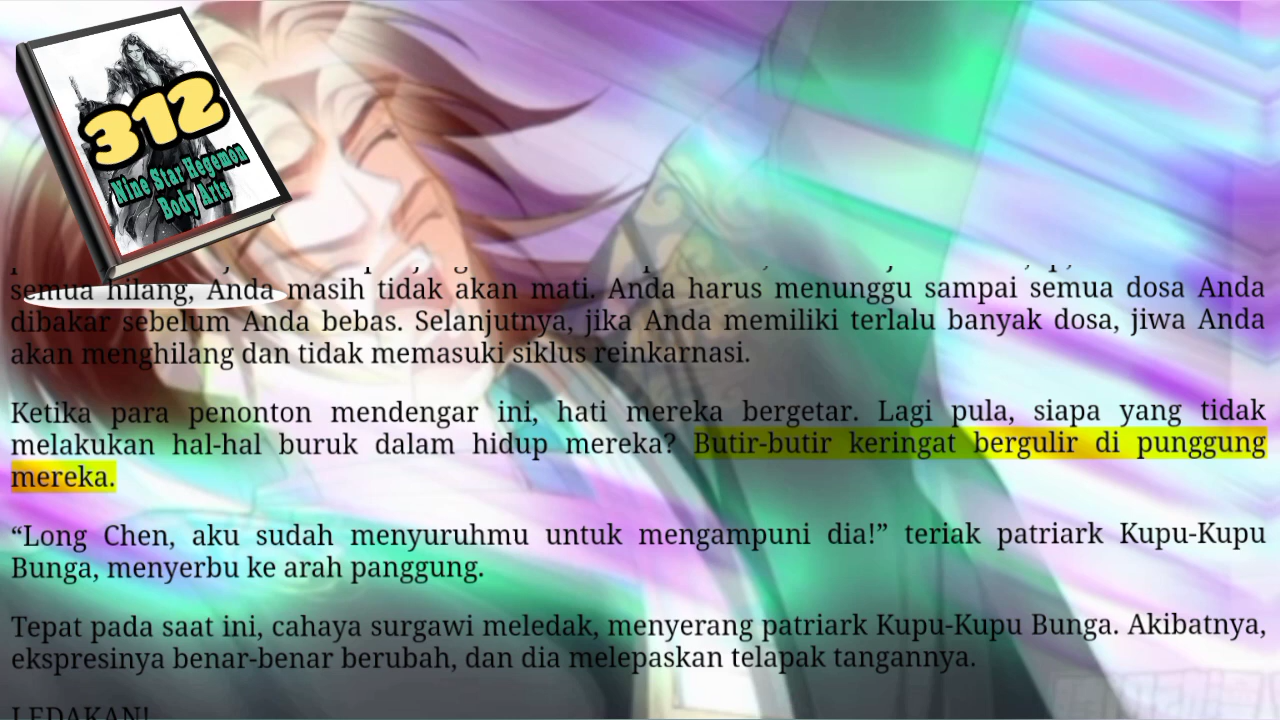 312
Nine Star Hegemon
Body Arts
semua hilang, Anda masih tidak akan mati. Anda harus menunggu sampai semua dosa Anda
dibakar sebelum Anda bebas. Selanjutnya, jika Anda memiliki terlalu banyak dosa, jiwa Anda
akan menghilang dan tidak memasuki siklus reinkarnasi.
Ketika para penonton mendengar ini, hati mereka bergetar. Lagi pula, siapa yang tidak
melakukan hal-hal buruk dalam hidup mereka? Butir-butir keringat bergulir di punggung
mereka.
“Long Chen, aku sudah menyuruhmu untuk mengampuni dia!” teriak patriark Kupu-Kupu
Bunga, menyerbu ke arah panggung.
Tepat pada saat ini, cahaya surgawi meledak, menyerang patriark Kupu-Kupu Bunga. Akibatnya,
ekspresinya benar-benar berubah, dan dia melepaskan telapak tangannya.
LEDAKAN!